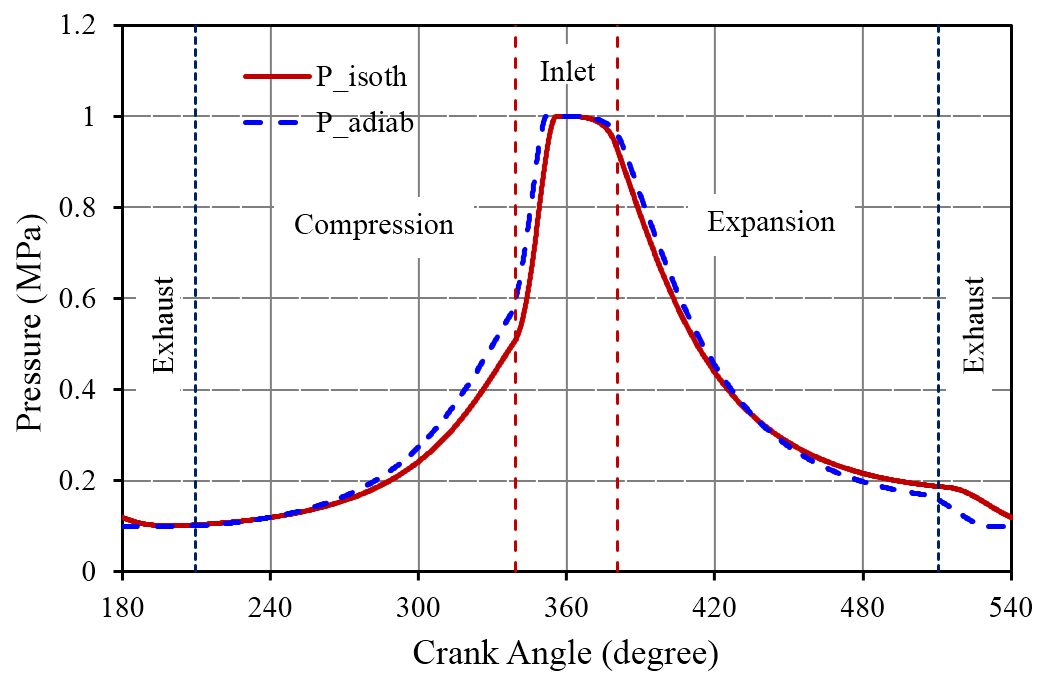 1.2
1
0.8
0.6
0.4
0.2
0
Pressure (MPa)
P_isoth
P_adiab
Inlet
Compression
Expansion
Exhaust
Exhaust
180
240
300
360
420
480
540
Crank Angle (degree)